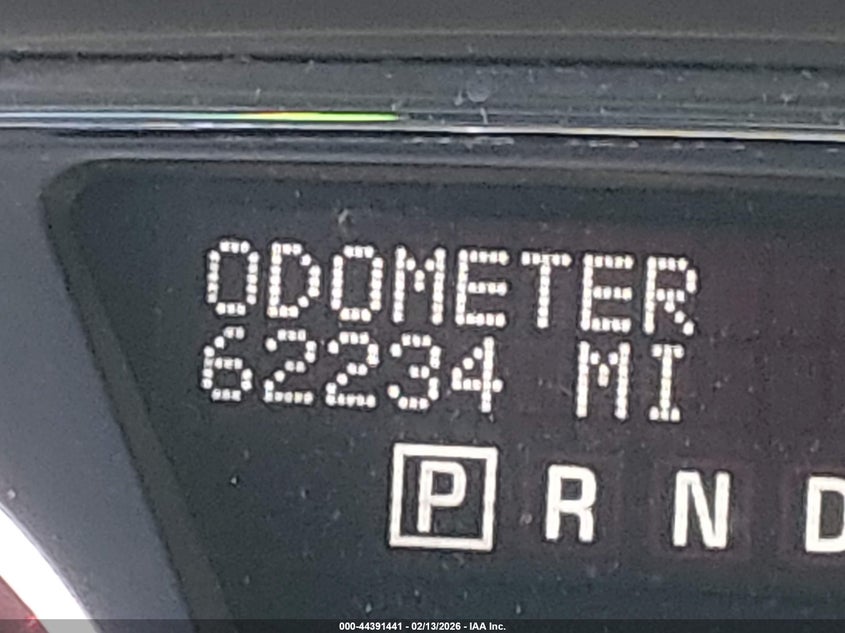 ODOMETER
62234 MI
P R N D
000-44391441 - 02/13/2026 - IAA Inc.